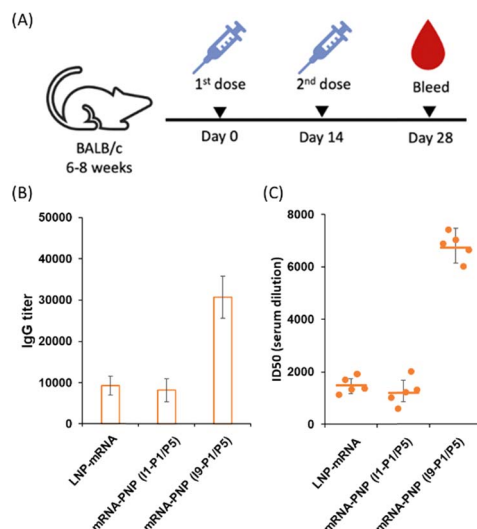 (A)
1st dose
2nd dose
Bleed
Day 0
Day 14
Day 28
BALB/c
6-8 weeks
(B)
50000
40000
30000
20000
10000
0
IgG titer
LNP-mRNA
mRNA-PNP (I1-P1/P5)
mRNA-PNP (I9-P1/P5)
(C)
8000
6000
4000
2000
0
ID50 (serum dilution)
LNP-mRNA
mRNA-PNP (I1-P1/P5)
mRNA-PNP (I9-P1/P5)